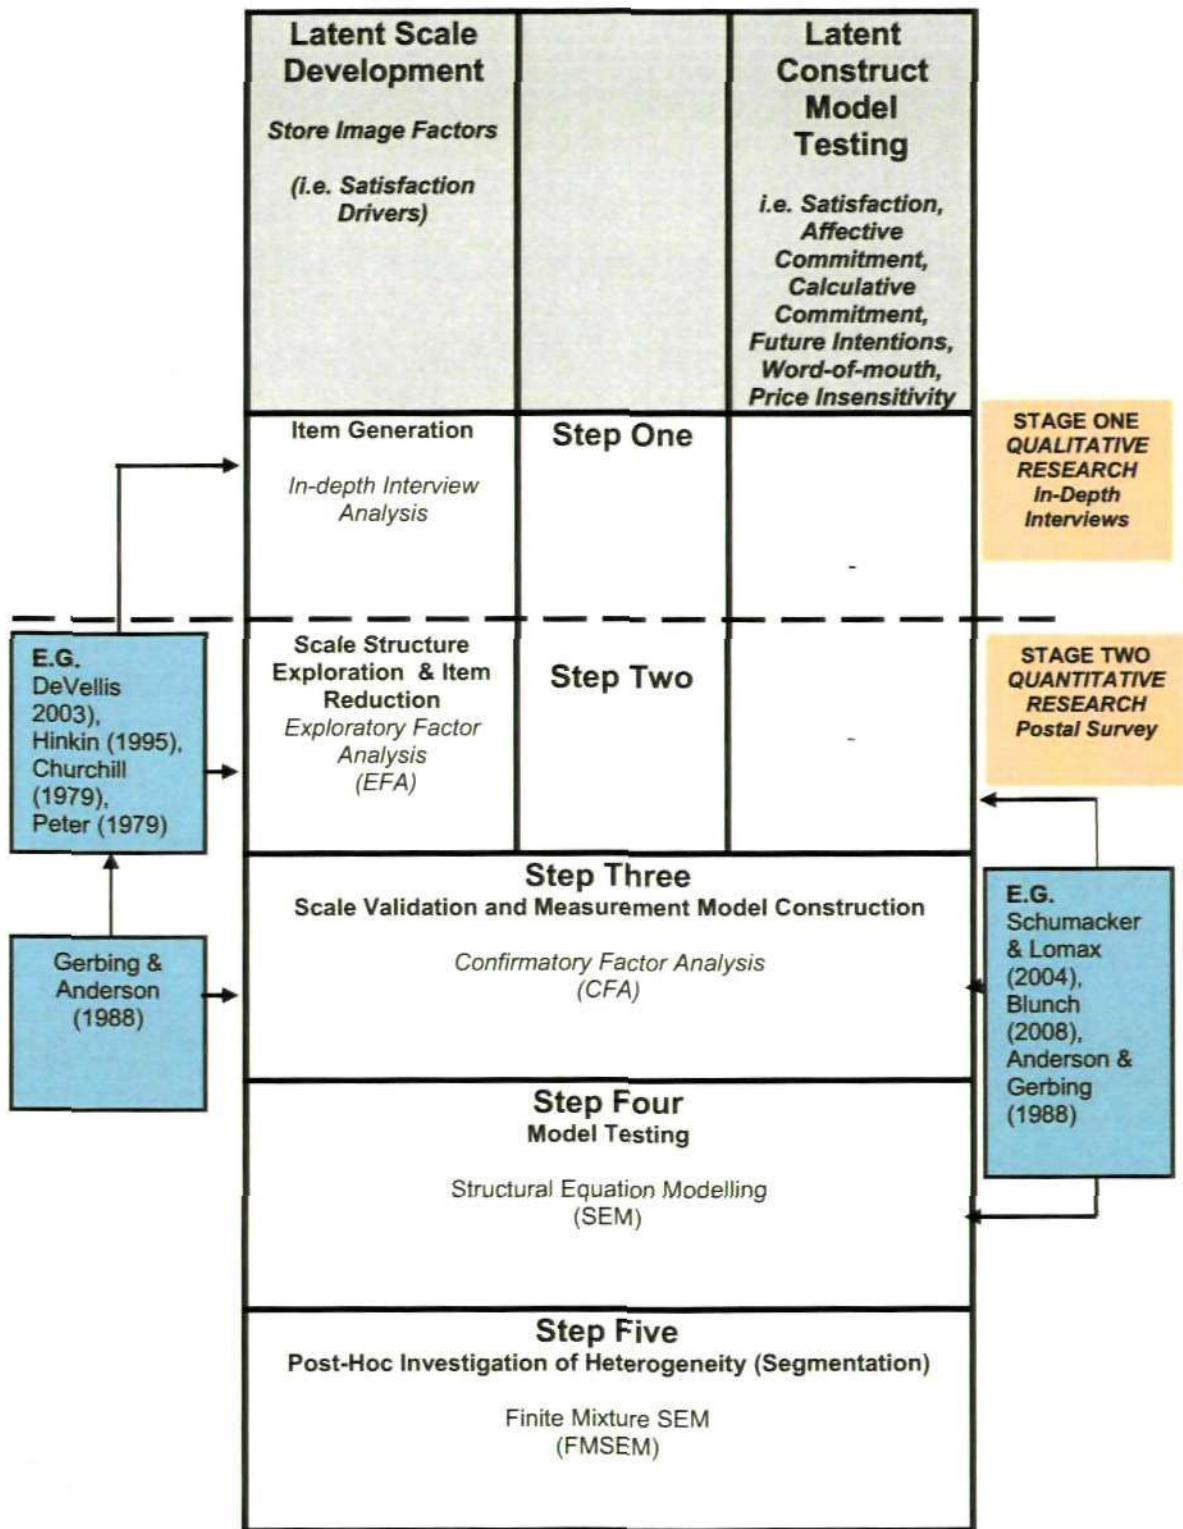 Latent Scale
Development
Store Image Factors
(i.e. Satisfaction
Drivers)
Latent
Construct
Model
Testing
i.e. Satisfaction,
Affective
Commitment,
Calculative
Commitment,
Future Intentions,
Word-of-mouth,
Price Insensitivity
Item Generation
In-depth Interview
Analysis
Step One
-
STAGE ONE
QUALITATIVE
RESEARCH
In-Depth
Interviews
E.G.
DeVellis
2003),
Hinkin (1995),
Churchill
(1979),
Peter (1979)
Scale Structure
Exploration & Item
Reduction
Exploratory Factor
Analysis
(EFA)
Step Two
-
STAGE TWO
QUANTITATIVE
RESEARCH
Postal Survey
Gerbing &
Anderson
(1988)
Step Three
Scale Validation and Measurement Model Construction
Confirmatory Factor Analysis
(CFA)
E.G.
Schumacker
& Lomax
(2004),
Blunch
(2008),
Anderson &
Gerbing
(1988)
Step Four
Model Testing
Structural Equation Modelling
(SEM)
Step Five
Post-Hoc Investigation of Heterogeneity (Segmentation)
Finite Mixture SEM
(FMSEM)